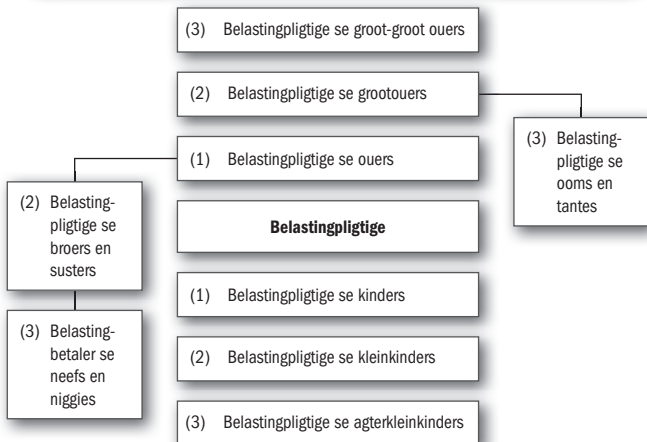 (3) Belastingpligtige se groot-groot ouers
(2) Belastingpligtige se grootouers
(3) Belasting-
pligtige se
ooms en
tantes
(1) Belastingpligtige se ouers
(2) Belasting-
pligtige se
broers en
susters
Belastingpligtige
(1) Belastingpligtige se kinders
(3) Belasting-
betaler se
neefs en
niggies
(2) Belastingpligtige se kleinkinders
(3) Belastingpligtige se agterkleinkinders